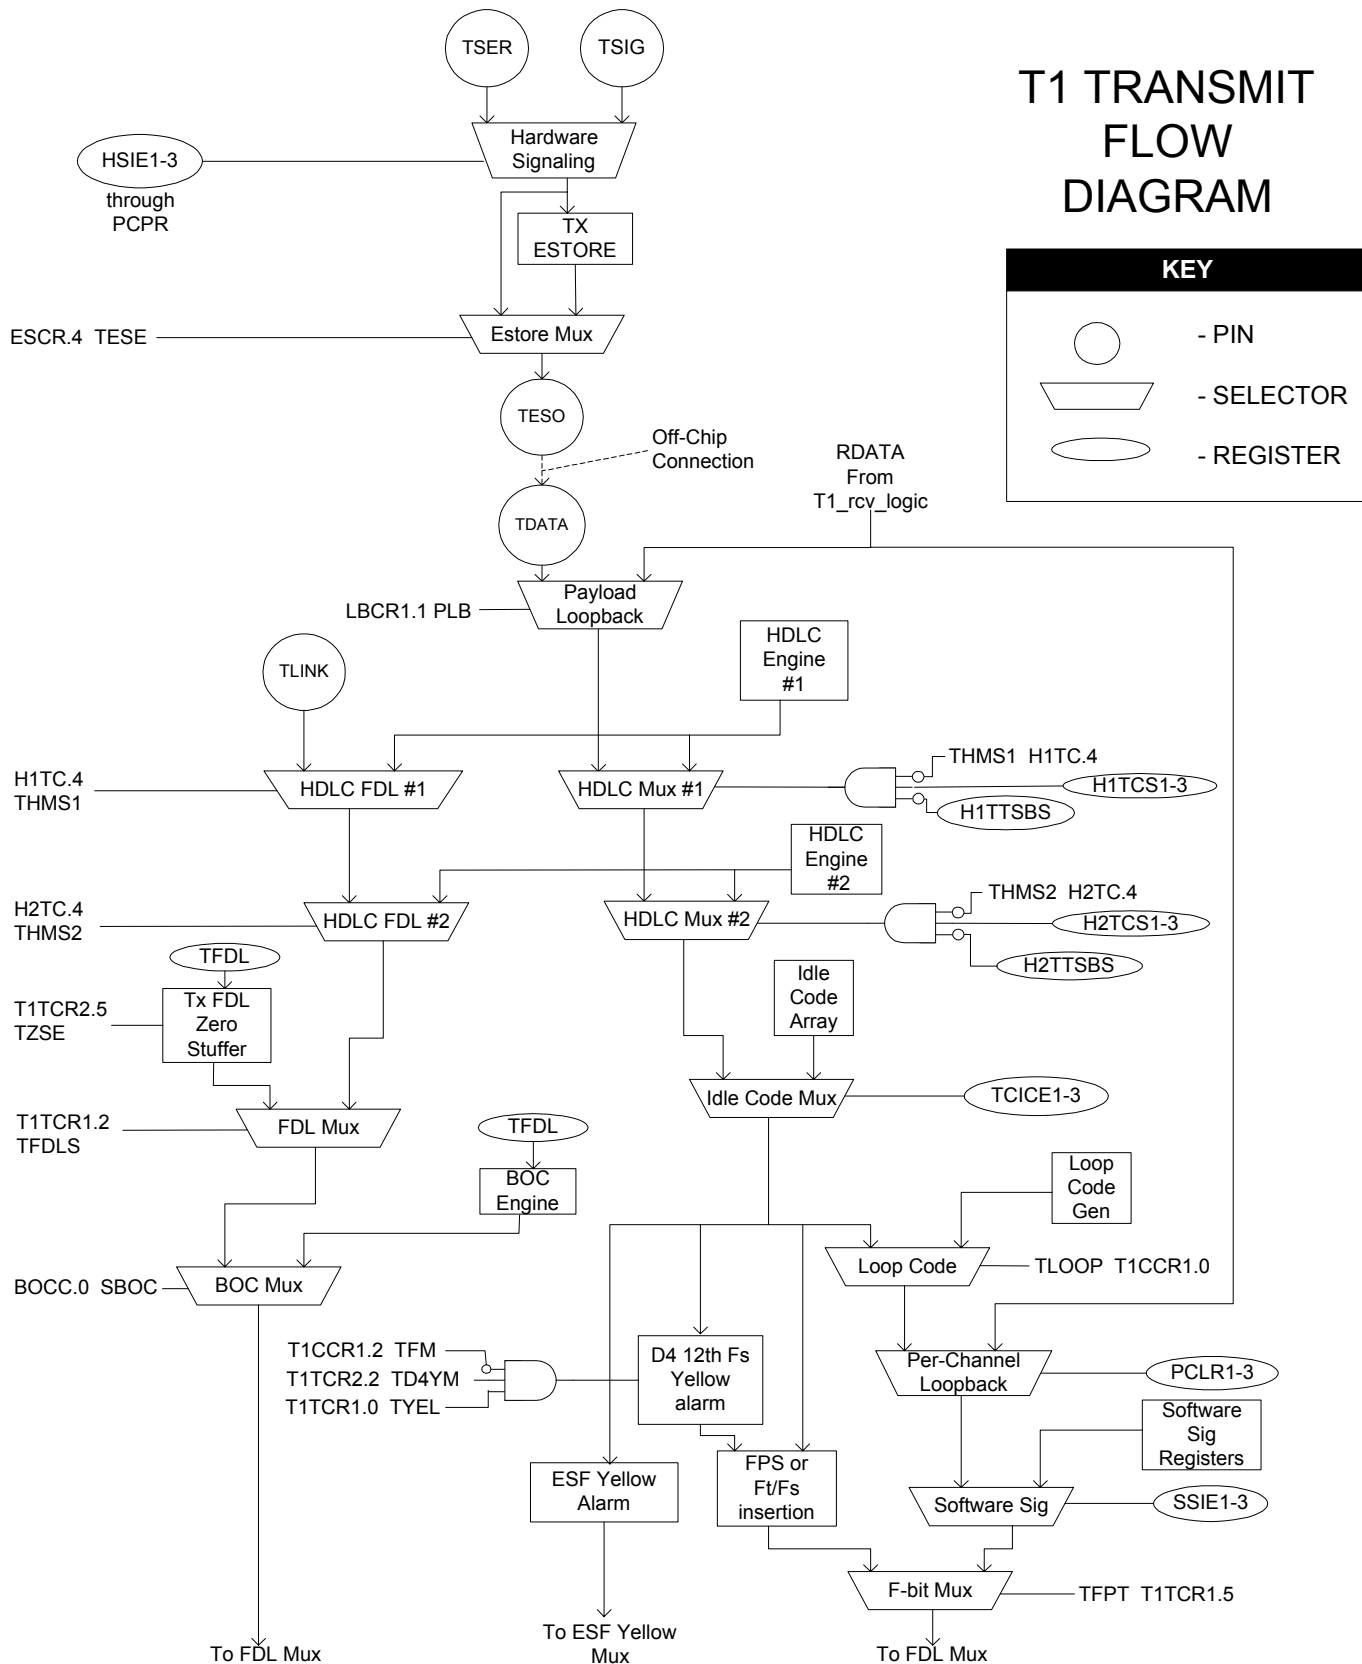 TSER
TSIG
T1 TRANSMIT
FLOW
DIAGRAM
Hardware
Signaling
HSIE1-3
through
PCPR
TX
ESTORE
KEY
- PIN
- SELECTOR
- REGISTER
ESCR.4 TESE
Estore Mux
TESO
Off-Chip
Connection
RDATA
From
T1_rcv_logic
TDATA
LBCR1.1 PLB
Payload
Loopback
TLINK
HDLC
Engine
#1
H1TC.4
THMS1
HDLC FDL #1
HDLC Mux #1
THMS1 H1TC.4
H1TCS1-3
H1TTSBS
HDLC
Engine
#2
H2TC.4
THMS2
HDLC FDL #2
HDLC Mux #2
THMS2 H2TC.4
H2TCS1-3
H2TTSBS
TFDL
T1TCR2.5
TZSE
Tx FDL
Zero
Stuffer
Idle
Code
Array
Idle Code Mux
TCICE1-3
T1TCR1.2
TFDLS
FDL Mux
TFDL
BOC
Engine
Loop
Code
Gen
BOCC.0 SBOC
BOC Mux
Loop Code
TLOOP T1CCR1.0
T1CCR1.2 TFM
T1TCR2.2 TD4YM
T1TCR1.0 TYEL
D4 12th Fs
Yellow
alarm
Per-Channel
Loopback
PCLR1-3
Software
Sig
Registers
ESF Yellow
Alarm
FPS or
Ft/Fs
insertion
Software Sig
SSIE1-3
F-bit Mux
TFPT T1TCR1.5
To FDL Mux
To ESF Yellow
Mux
To FDL Mux